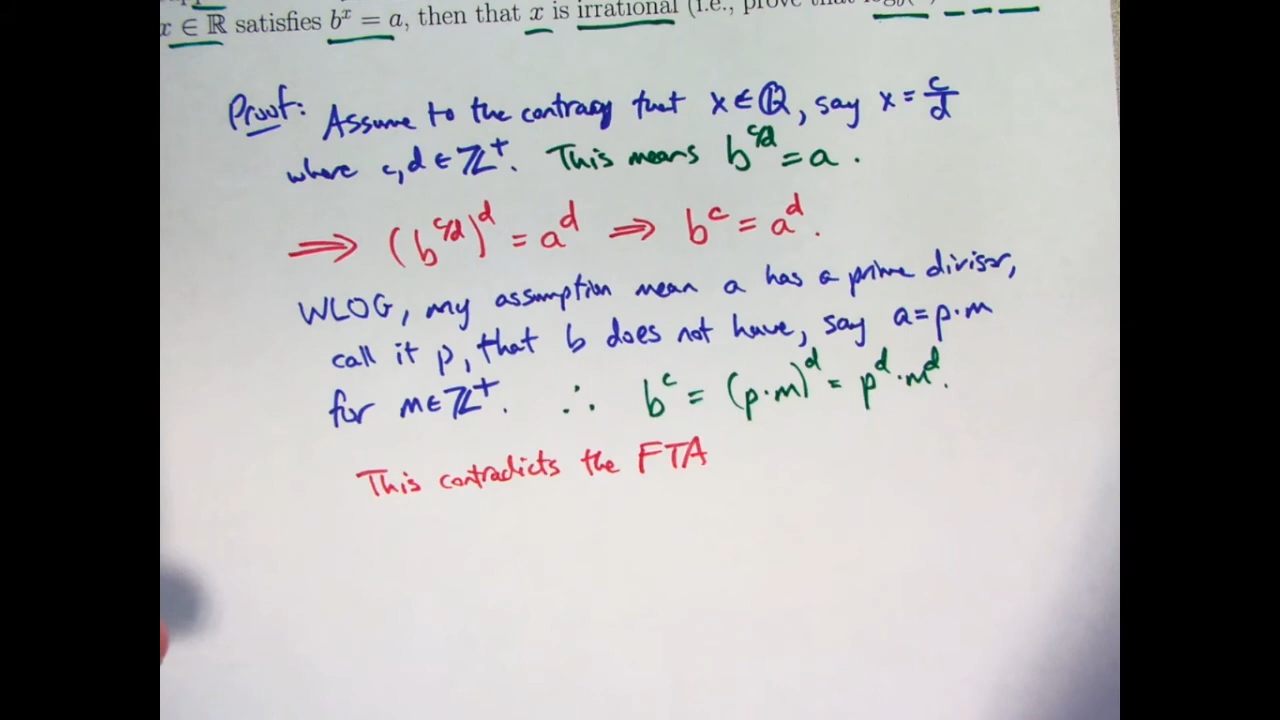 x ∈ ℝ satisfies b^x = a, then that x is irrational (i.e., prove that
Proof: Assume to the contrary that x ∈ ℚ, say x = c/d
where c, d ∈ ℤ⁺. This means b^{c/d} = a.
⟹ (b^{c/d})^d = a^d ⟹ b^c = a^d.
WLOG, my assumption mean a has a prime divisor,
call it p, that b does not have, say a = p·m
for m ∈ ℤ⁺. ∴ b^c = (p·m)^d = p^d · m^d.
This contradicts the FTA